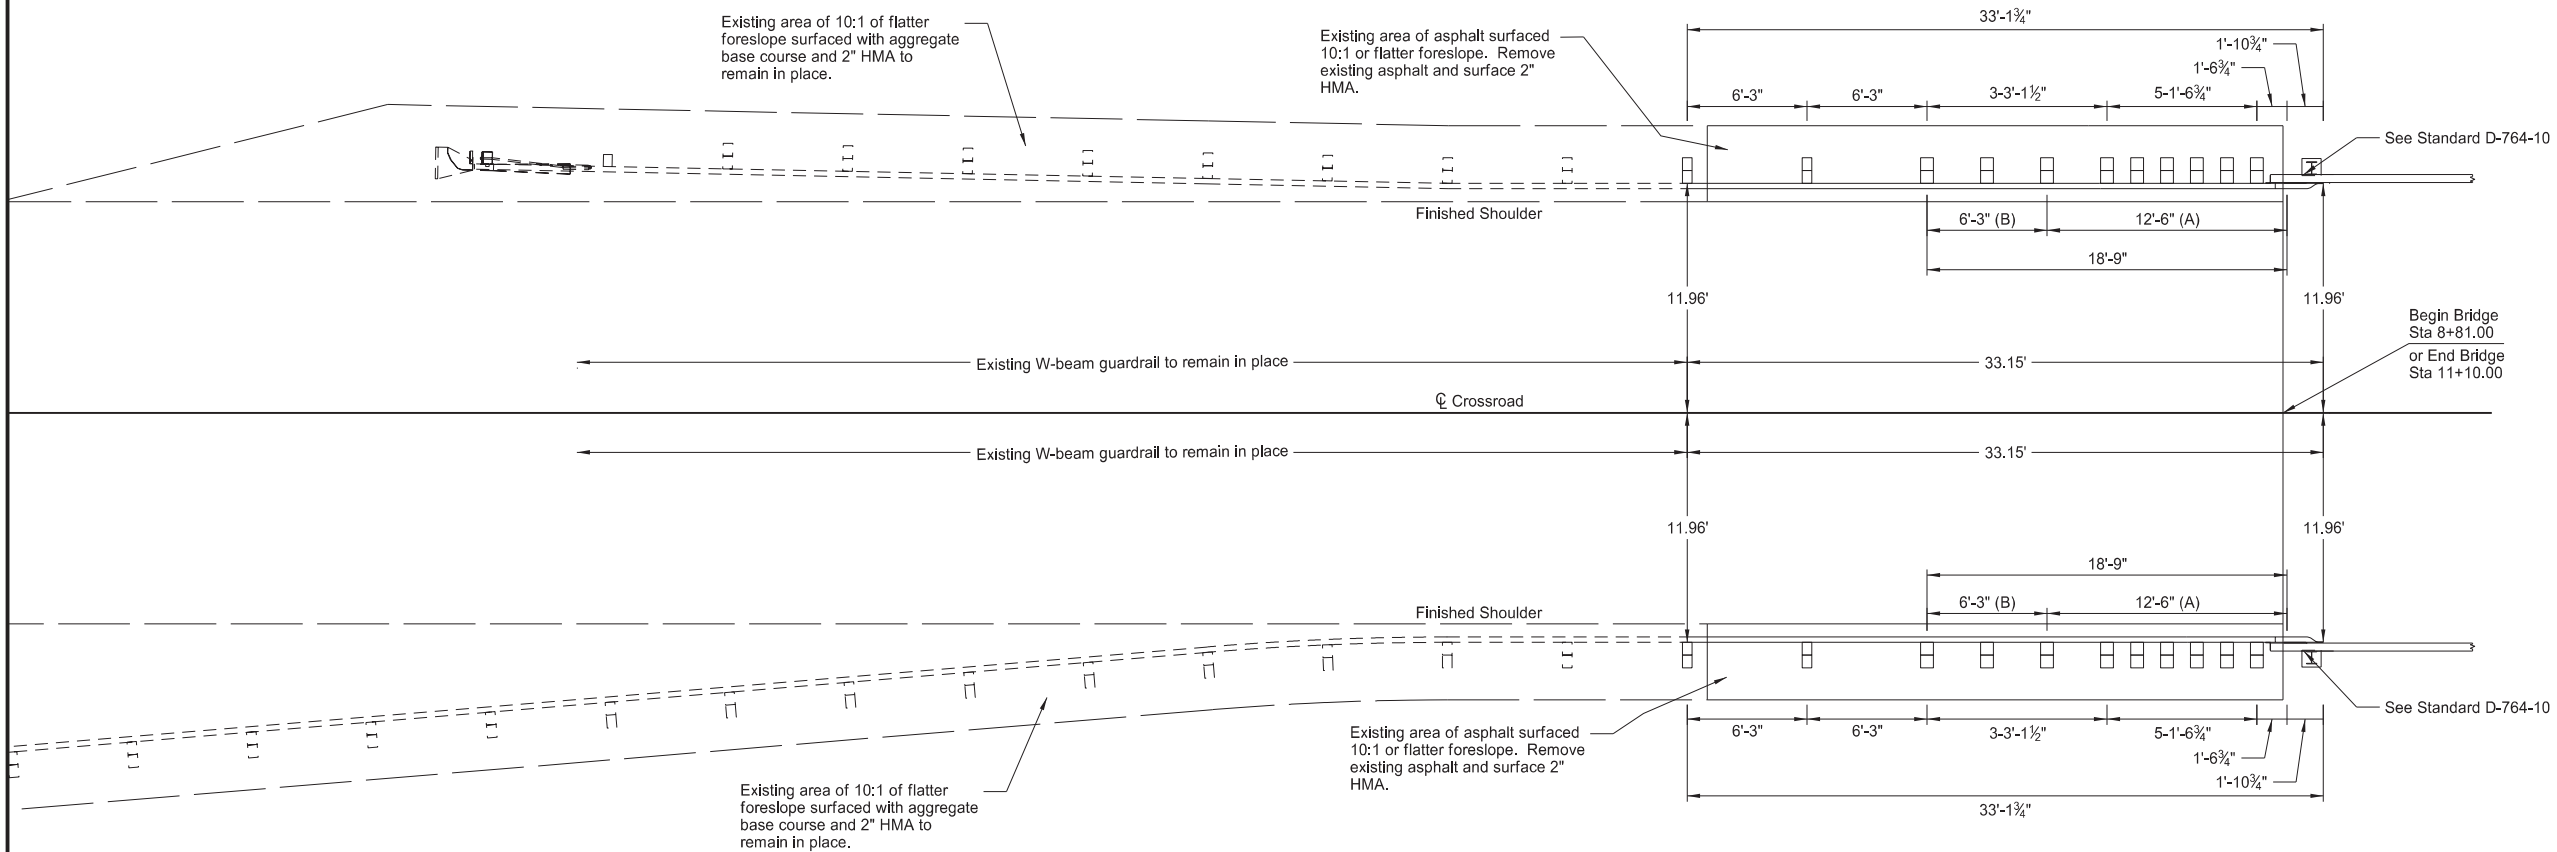 Existing area of 10:1 of flatter
foreslope surfaced with aggregate
base course and 2" HMA to
remain in place.
Existing area of asphalt surfaced
10:1 or flatter foreslope. Remove
existing asphalt and surface 2"
HMA.
33'-1¾"
1'-10¾"
1'-6¾"
6'-3"
6'-3"
3-3'-1½"
5-1'-6¾"
See Standard D-764-10
Finished Shoulder
6'-3" (B)
12'-6" (A)
18'-9"
11.96'
11.96'
Begin Bridge
Sta 8+81.00
or End Bridge
Sta 11+10.00
Existing W-beam guardrail to remain in place
33.15'
℄ Crossroad
Existing W-beam guardrail to remain in place
33.15'
11.96'
11.96'
18'-9"
6'-3" (B)
12'-6" (A)
Finished Shoulder
See Standard D-764-10
6'-3"
6'-3"
3-3'-1½"
5-1'-6¾"
1'-6¾"
1'-10¾"
33'-1¾"
Existing area of asphalt surfaced
10:1 or flatter foreslope. Remove
existing asphalt and surface 2"
HMA.
Existing area of 10:1 of flatter
foreslope surfaced with aggregate
base course and 2" HMA to
remain in place.